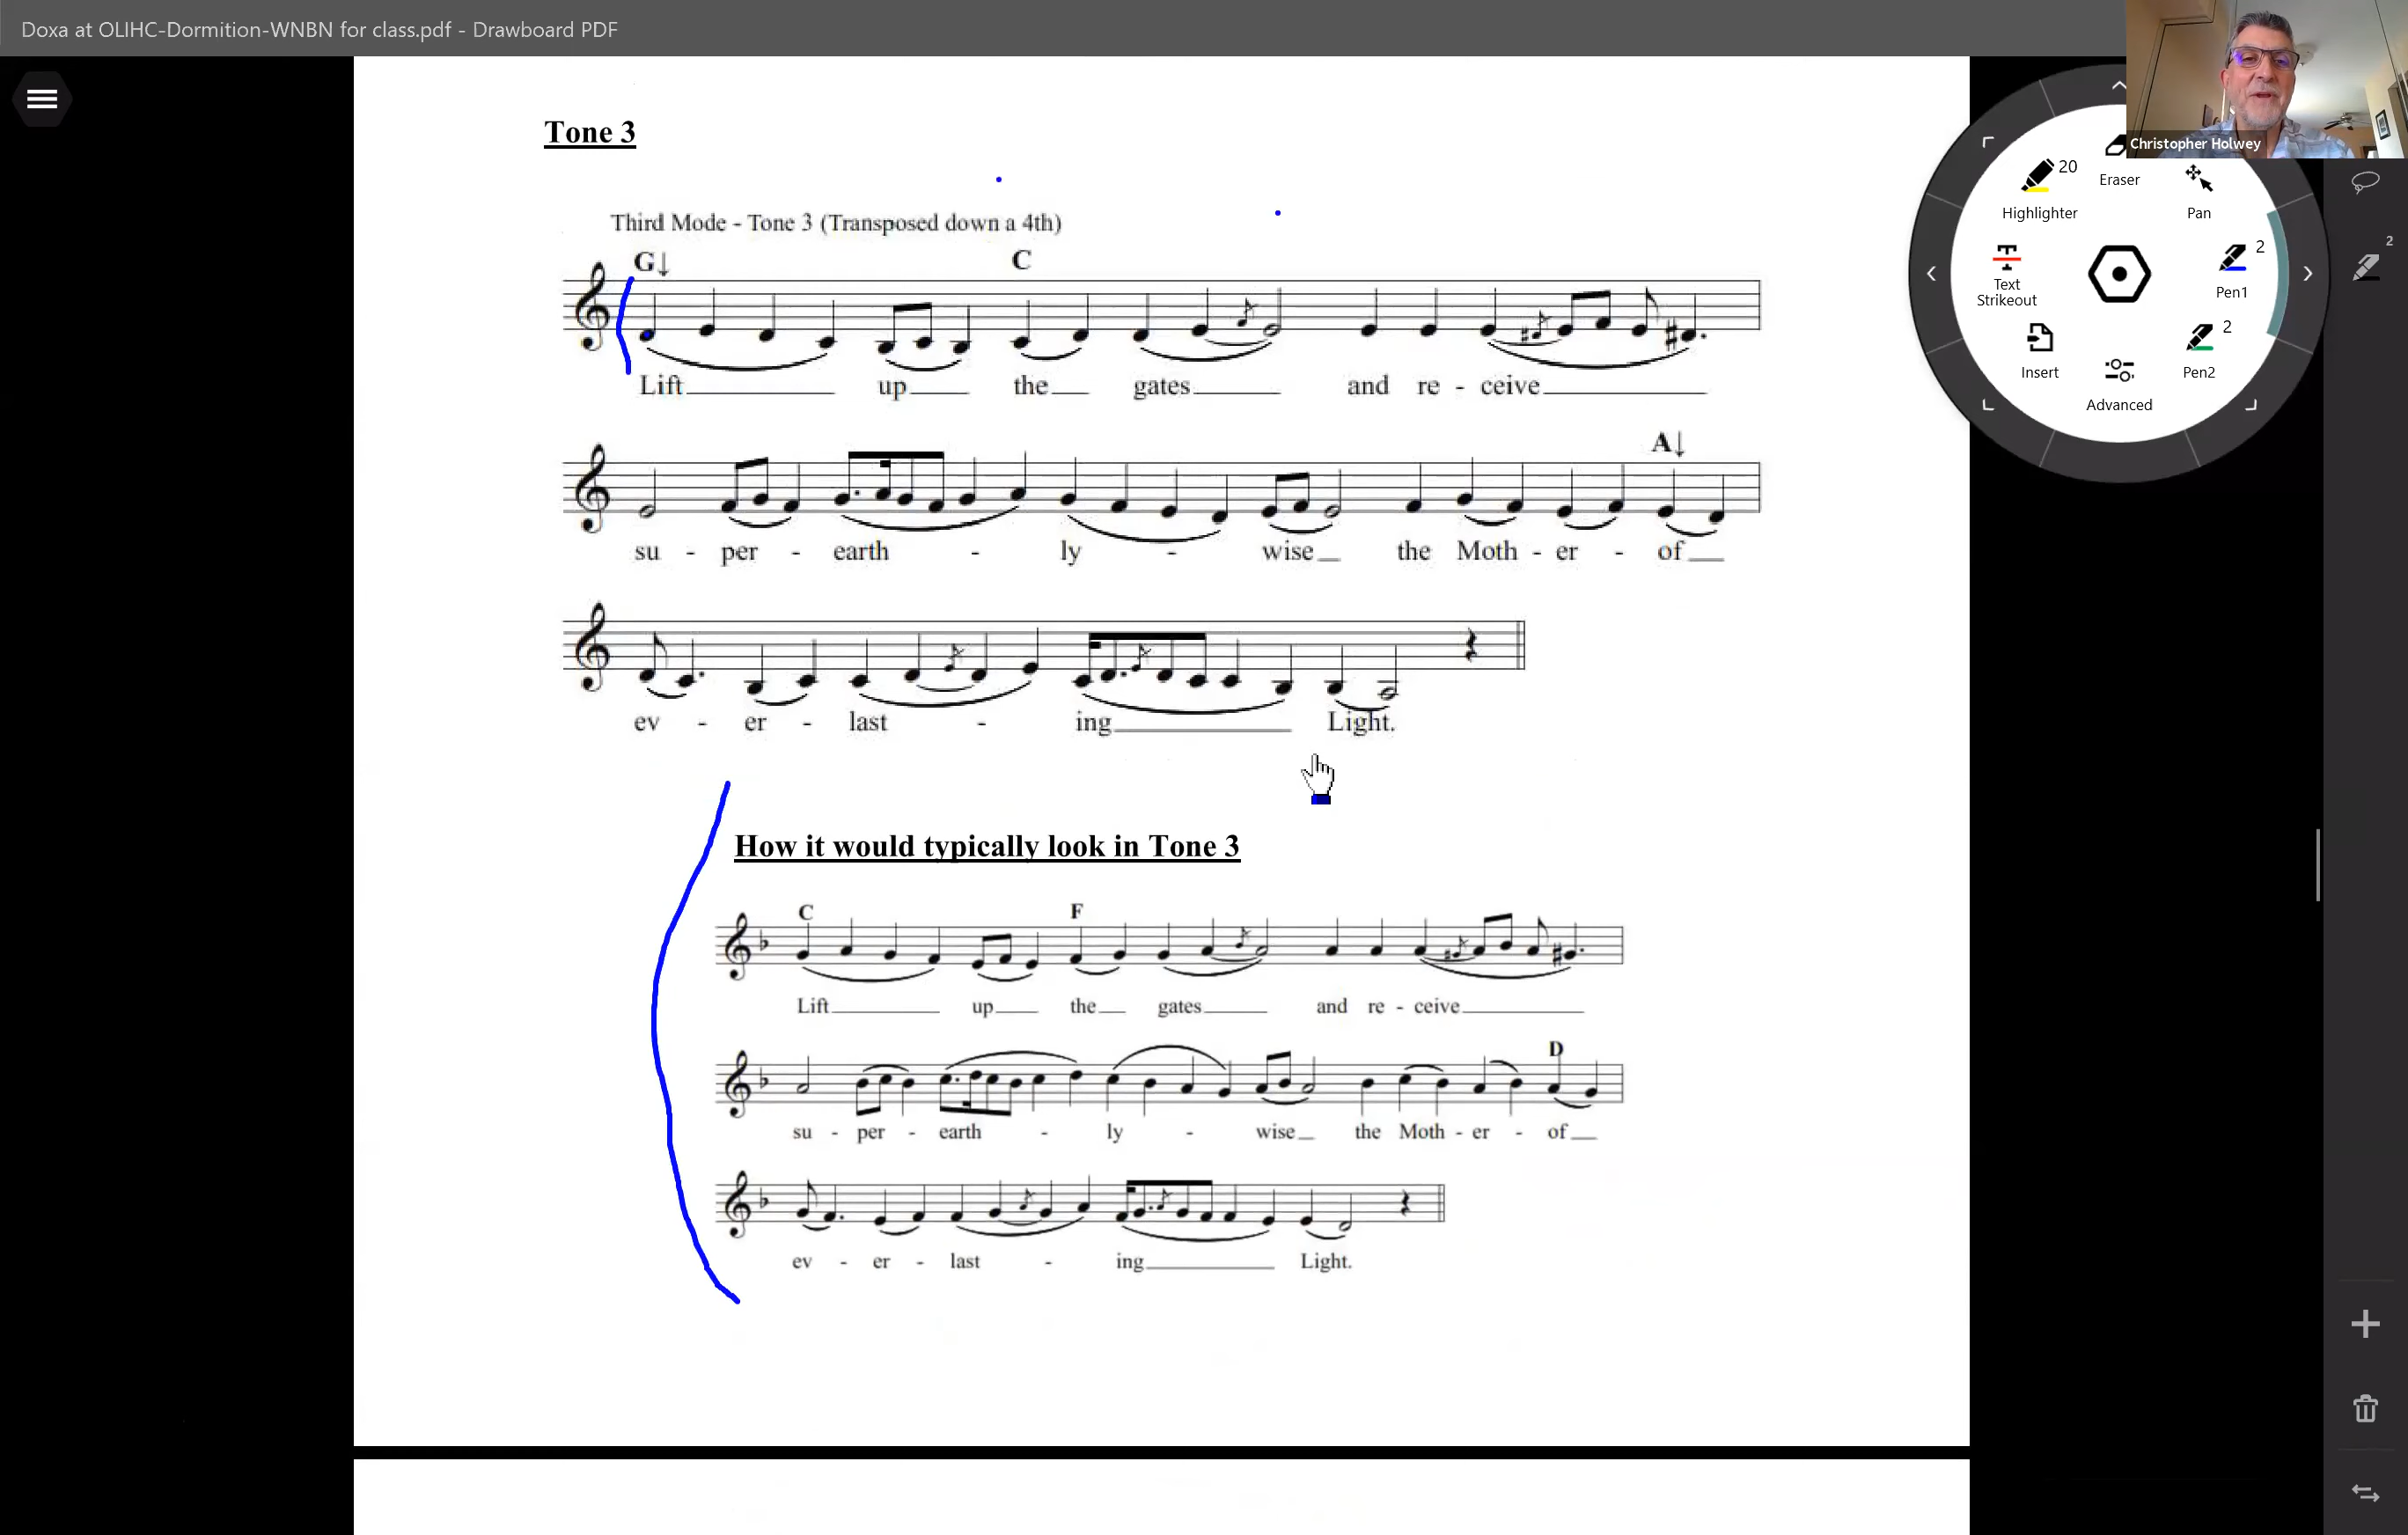 Doxa at OLIHC-Dormition-WNBN for class.pdf - Drawboard PDF
Christopher Holwey
Tone 3
Third Mode - Tone 3 (Transposed down a 4th)
G↓ C
Lift up the gates and re - ceive
A↓
su - per - earth - ly - wise the Moth - er - of
ev - er - last - ing Light.
How it would typically look in Tone 3
C F
Lift up the gates and re - ceive
D
su - per - earth - ly - wise the Moth - er - of
ev - er - last - ing Light.
Highlighter 20
Eraser
Pan
Text
Strikeout
Pen1 2
Insert
Advanced
Pen2 2
2